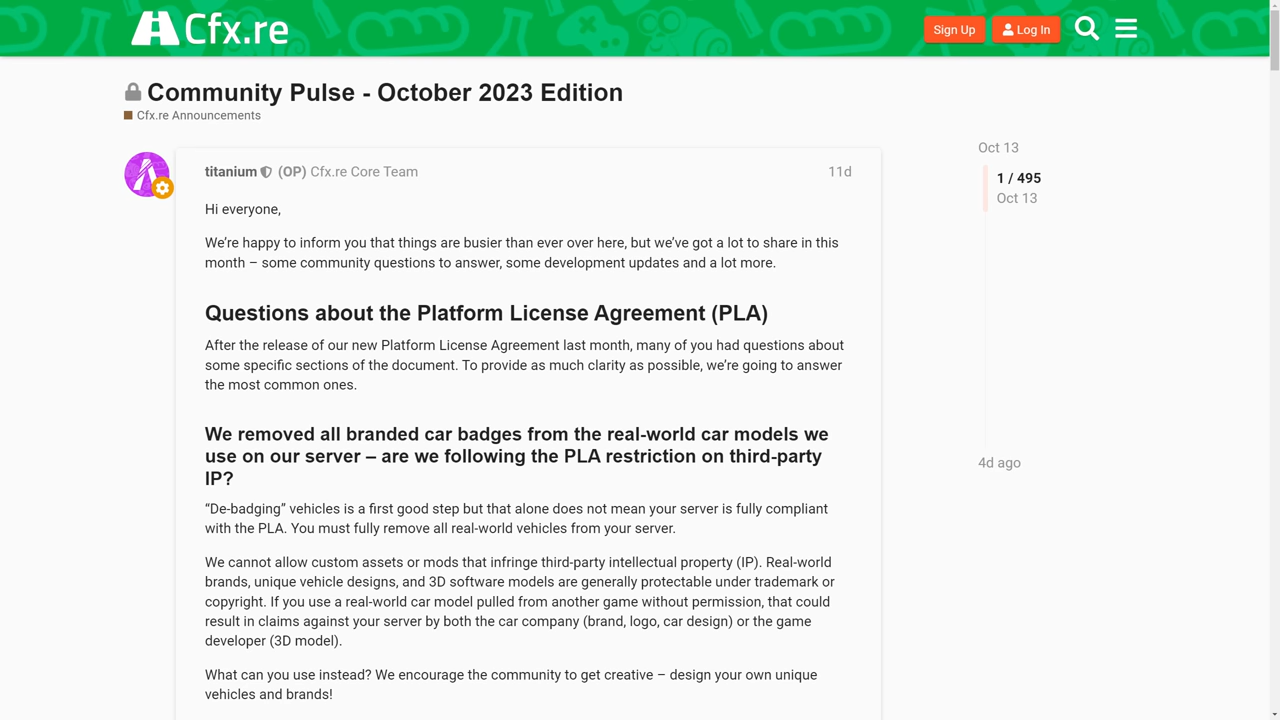 Cfx.re
Sign Up
Log In
Community Pulse - October 2023 Edition
Cfx.re Announcements
titanium (OP) Cfx.re Core Team
11d
Oct 13
1 / 495
Oct 13
4d ago
Hi everyone,
We’re happy to inform you that things are busier than ever over here, but we’ve got a lot to share in this
month – some community questions to answer, some development updates and a lot more.
Questions about the Platform License Agreement (PLA)
After the release of our new Platform License Agreement last month, many of you had questions about
some specific sections of the document. To provide as much clarity as possible, we’re going to answer
the most common ones.
We removed all branded car badges from the real-world car models we
use on our server – are we following the PLA restriction on third-party
IP?
“De-badging” vehicles is a first good step but that alone does not mean your server is fully compliant
with the PLA. You must fully remove all real-world vehicles from your server.
We cannot allow custom assets or mods that infringe third-party intellectual property (IP). Real-world
brands, unique vehicle designs, and 3D software models are generally protectable under trademark or
copyright. If you use a real-world car model pulled from another game without permission, that could
result in claims against your server by both the car company (brand, logo, car design) or the game
developer (3D model).
What can you use instead? We encourage the community to get creative – design your own unique
vehicles and brands!